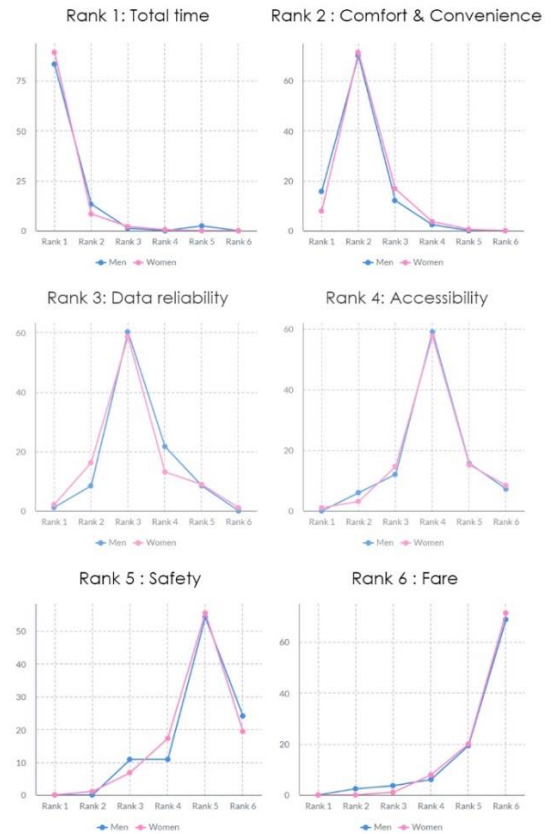 Rank 1: Total time
Rank 2 : Comfort & Convenience
75
50
25
0
Rank 1 Rank 2 Rank 3 Rank 4 Rank 5 Rank 6
Men Women
60
40
20
0
Rank 1 Rank 2 Rank 3 Rank 4 Rank 5 Rank 6
Men Women
Rank 3: Data reliability
Rank 4: Accessibility
60
40
20
0
Rank 1 Rank 2 Rank 3 Rank 4 Rank 5 Rank 6
Men Women
60
40
20
0
Rank 1 Rank 2 Rank 3 Rank 4 Rank 5 Rank 6
Men Women
Rank 5 : Safety
Rank 6 : Fare
50
40
30
20
10
0
Rank 1 Rank 2 Rank 3 Rank 4 Rank 5 Rank 6
Men Women
60
40
20
0
Rank 1 Rank 2 Rank 3 Rank 4 Rank 5 Rank 6
Men Women